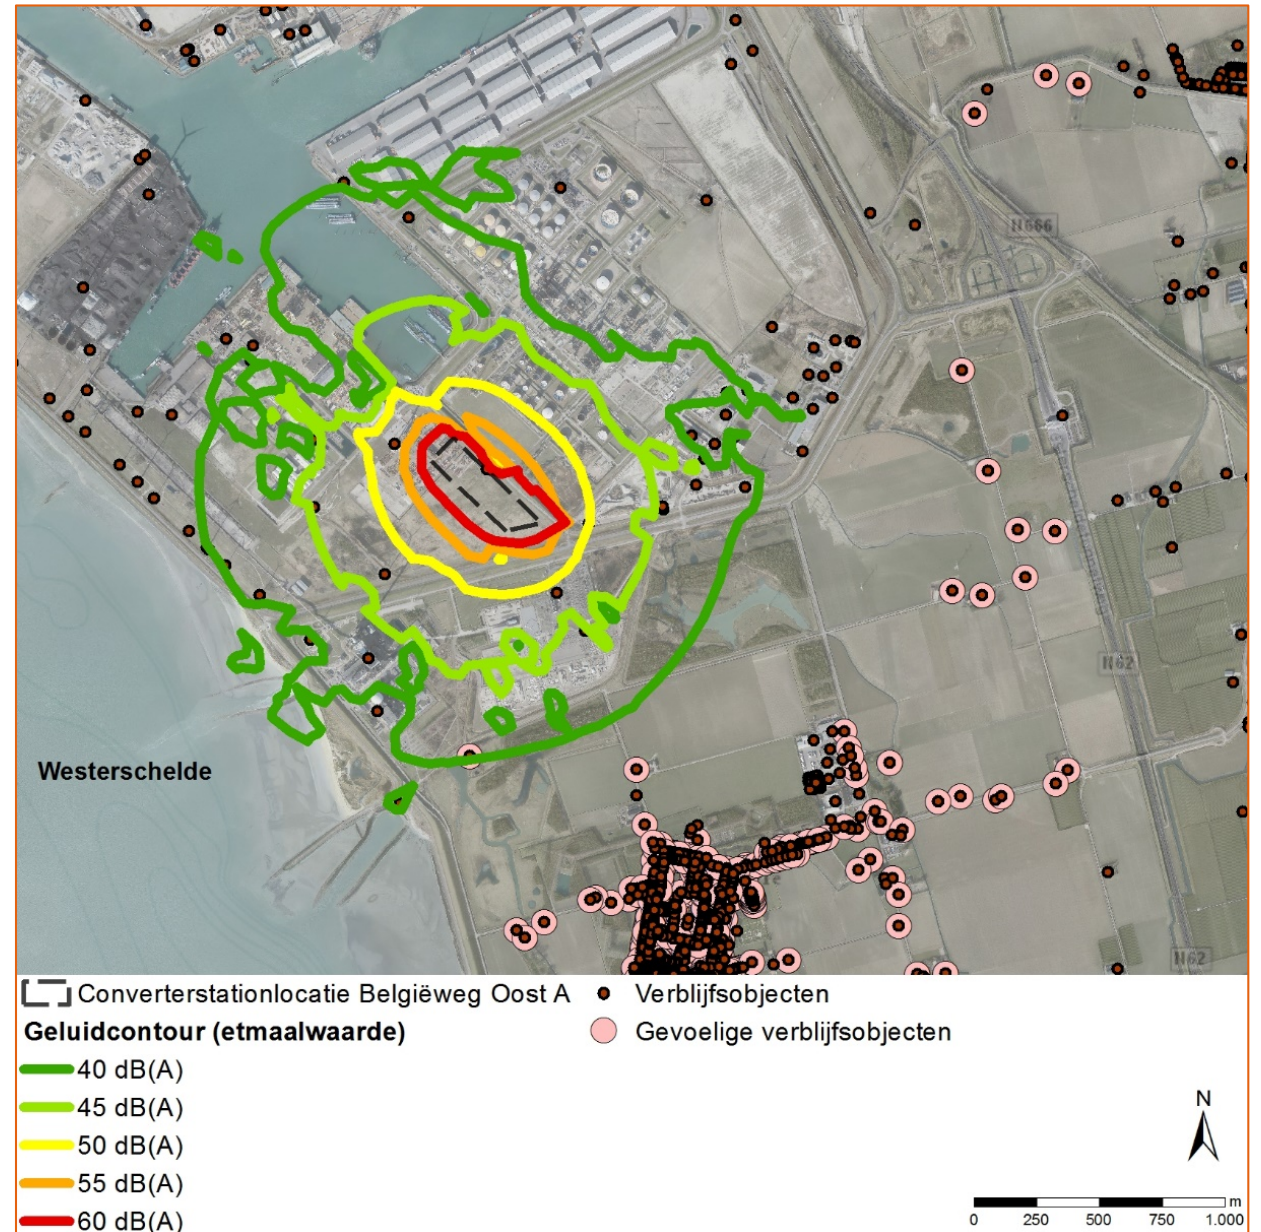 N666
N62
Westerschelde
N62
Converterstationlocatie Belgiëweg Oost A
Verblijfsobjecten
Geluidcontour (etmaalwaarde)
Gevoelige verblijfsobjecten
40 dB(A)
45 dB(A)
50 dB(A)
55 dB(A)
60 dB(A)
N
m
0 250 500 750 1.000